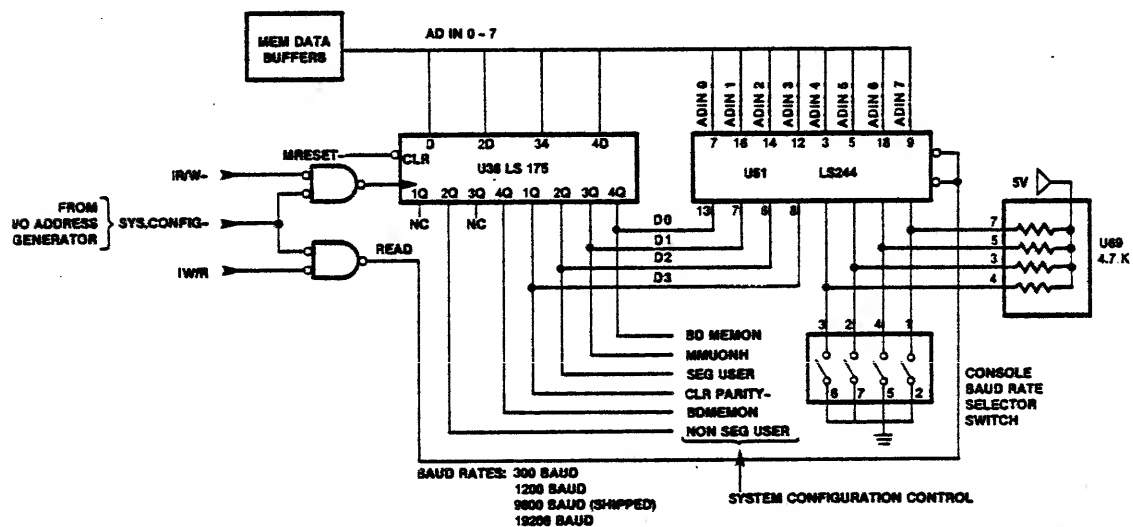 MEM DATA
BUFFERS
AD IN 0 - 7
ADIN 0
ADIN 1
ADIN 2
ADIN 3
ADIN 4
ADIN 5
ADIN 6
ADIN 7
D 2D 34 4D
7 16 14 12 3 5 18 9
MRESET-
CLR
U36 LS 175
U61 LS244
1Q 2Q 3Q 4Q 1Q 2Q 3Q 4Q
NC NC
13 7 6 8
IR/W-
FROM
I/O ADDRESS
GENERATOR
SYS.CONFIG-
IW/R
READ
D0
D1
D2
D3
5V
7
5
3
4
U69
4.7 K
3 2 4 1
6 7 5 2
CONSOLE
BAUD RATE
SELECTOR
SWITCH
BD MEMON
MMUONH
SEG USER
CLR PARITY-
BDMEMON
NON SEG USER
BAUD RATES: 300 BAUD
1200 BAUD
9600 BAUD (SHIPPED)
19200 BAUD
SYSTEM CONFIGURATION CONTROL